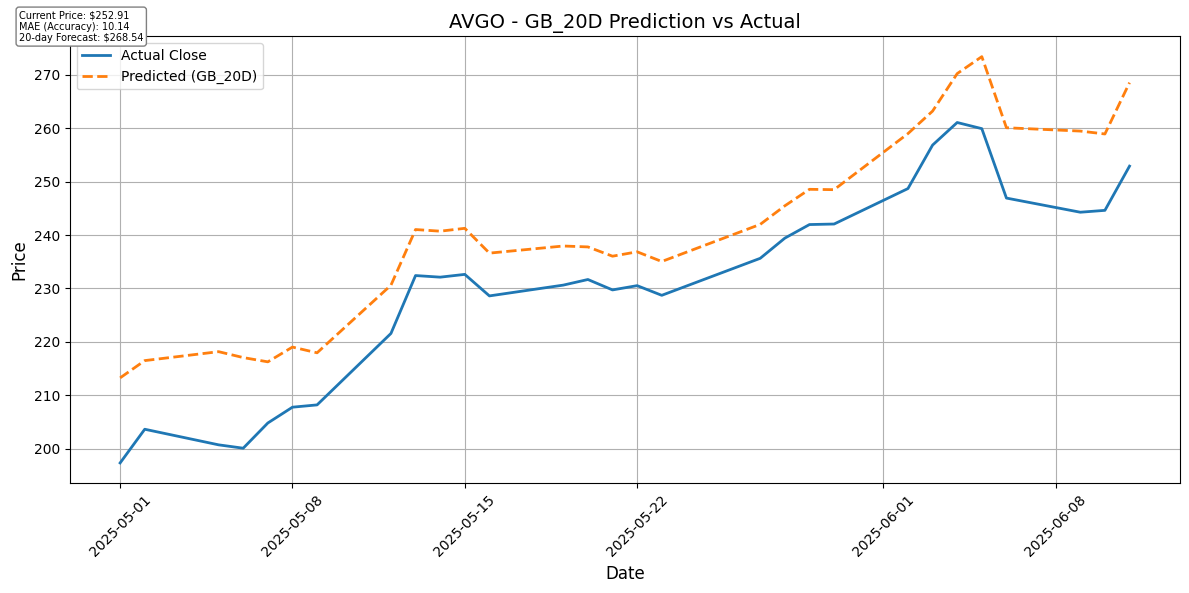 Current Price: $252.91
MAE (Accuracy): 10.14
20-day Forecast: $268.54
AVGO - GB_20D Prediction vs Actual
Actual Close
Predicted (GB_20D)
Price
270
260
250
240
230
220
210
200
2025-05-01
2025-05-08
2025-05-15
2025-05-22
2025-06-01
2025-06-08
Date